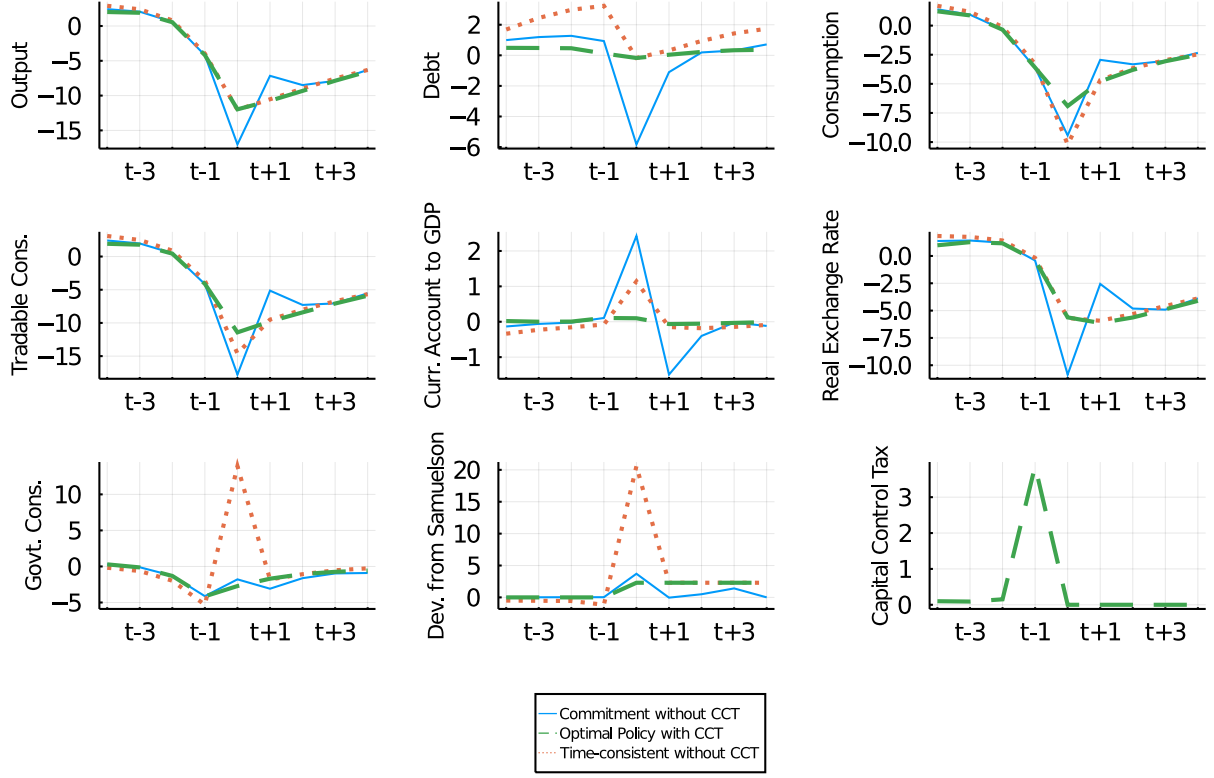 Output
0
−5
−10
−15
t-3 t-1 t+1 t+3
Debt
2
0
−2
−4
−6
t-3 t-1 t+1 t+3
Consumption
0.0
−2.5
−5.0
−7.5
−10.0
t-3 t-1 t+1 t+3
Tradable Cons.
0
−5
−10
−15
t-3 t-1 t+1 t+3
Curr. Account to GDP
2
1
0
−1
t-3 t-1 t+1 t+3
Real Exchange Rate
0.0
−2.5
−5.0
−7.5
−10.0
t-3 t-1 t+1 t+3
Govt. Cons.
10
5
0
−5
t-3 t-1 t+1 t+3
Dev. from Samuelson
20
15
10
5
0
t-3 t-1 t+1 t+3
Capital Control Tax
3
2
1
0
t-3 t-1 t+1 t+3
Commitment without CCT
Optimal Policy with CCT
Time-consistent without CCT